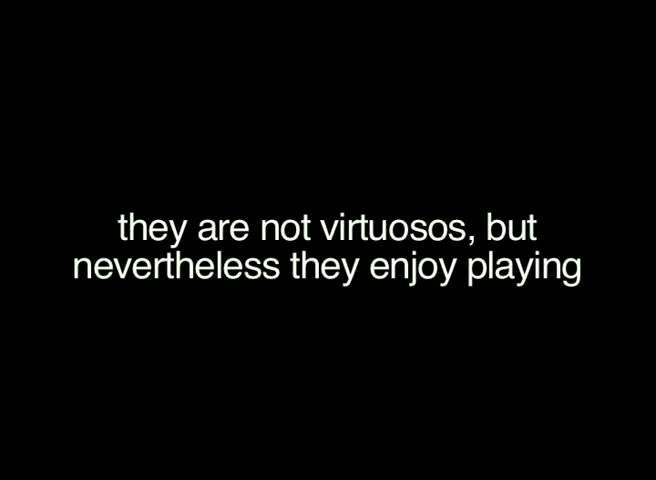 they are not virtuosos, but
nevertheless they enjoy playing